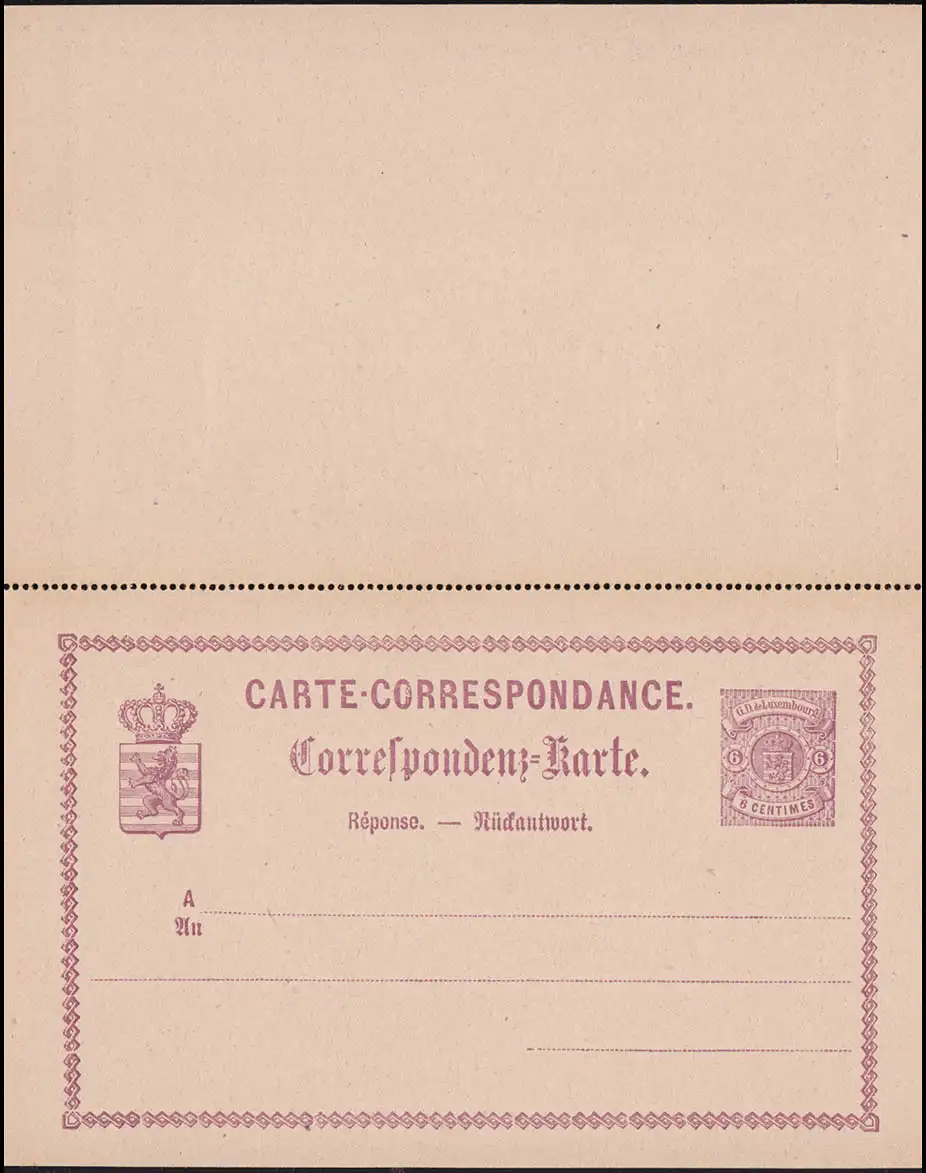 CARTE-CORRESPONDANCE.
G.D. de Luxembourg
Correſpondenz-Karte.
6 6
6 CENTIMES
Réponse. — Rückantwort.
A
An